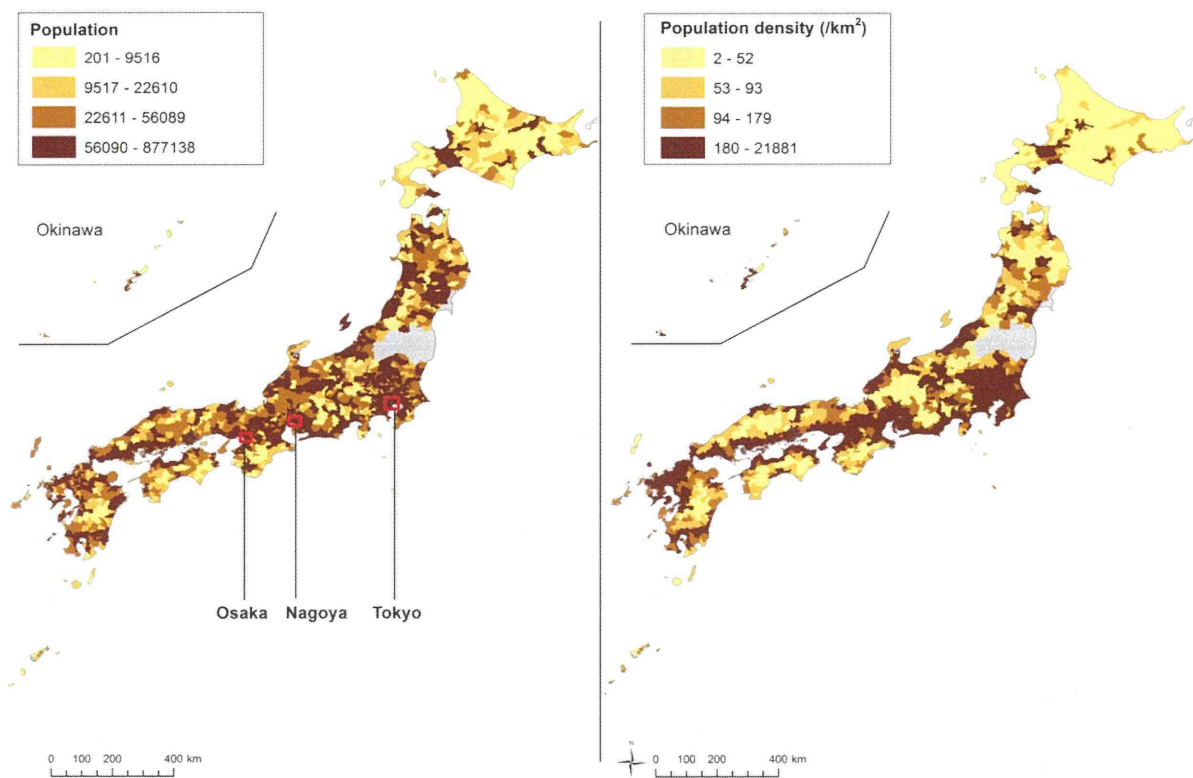 Population
201 - 9516
9517 - 22610
22611 - 56089
56090 - 877138
Okinawa
Osaka Nagoya Tokyo
0 100 200 400 km
Population density (/km²)
2 - 52
53 - 93
94 - 179
180 - 21881
Okinawa
N
0 100 200 400 km